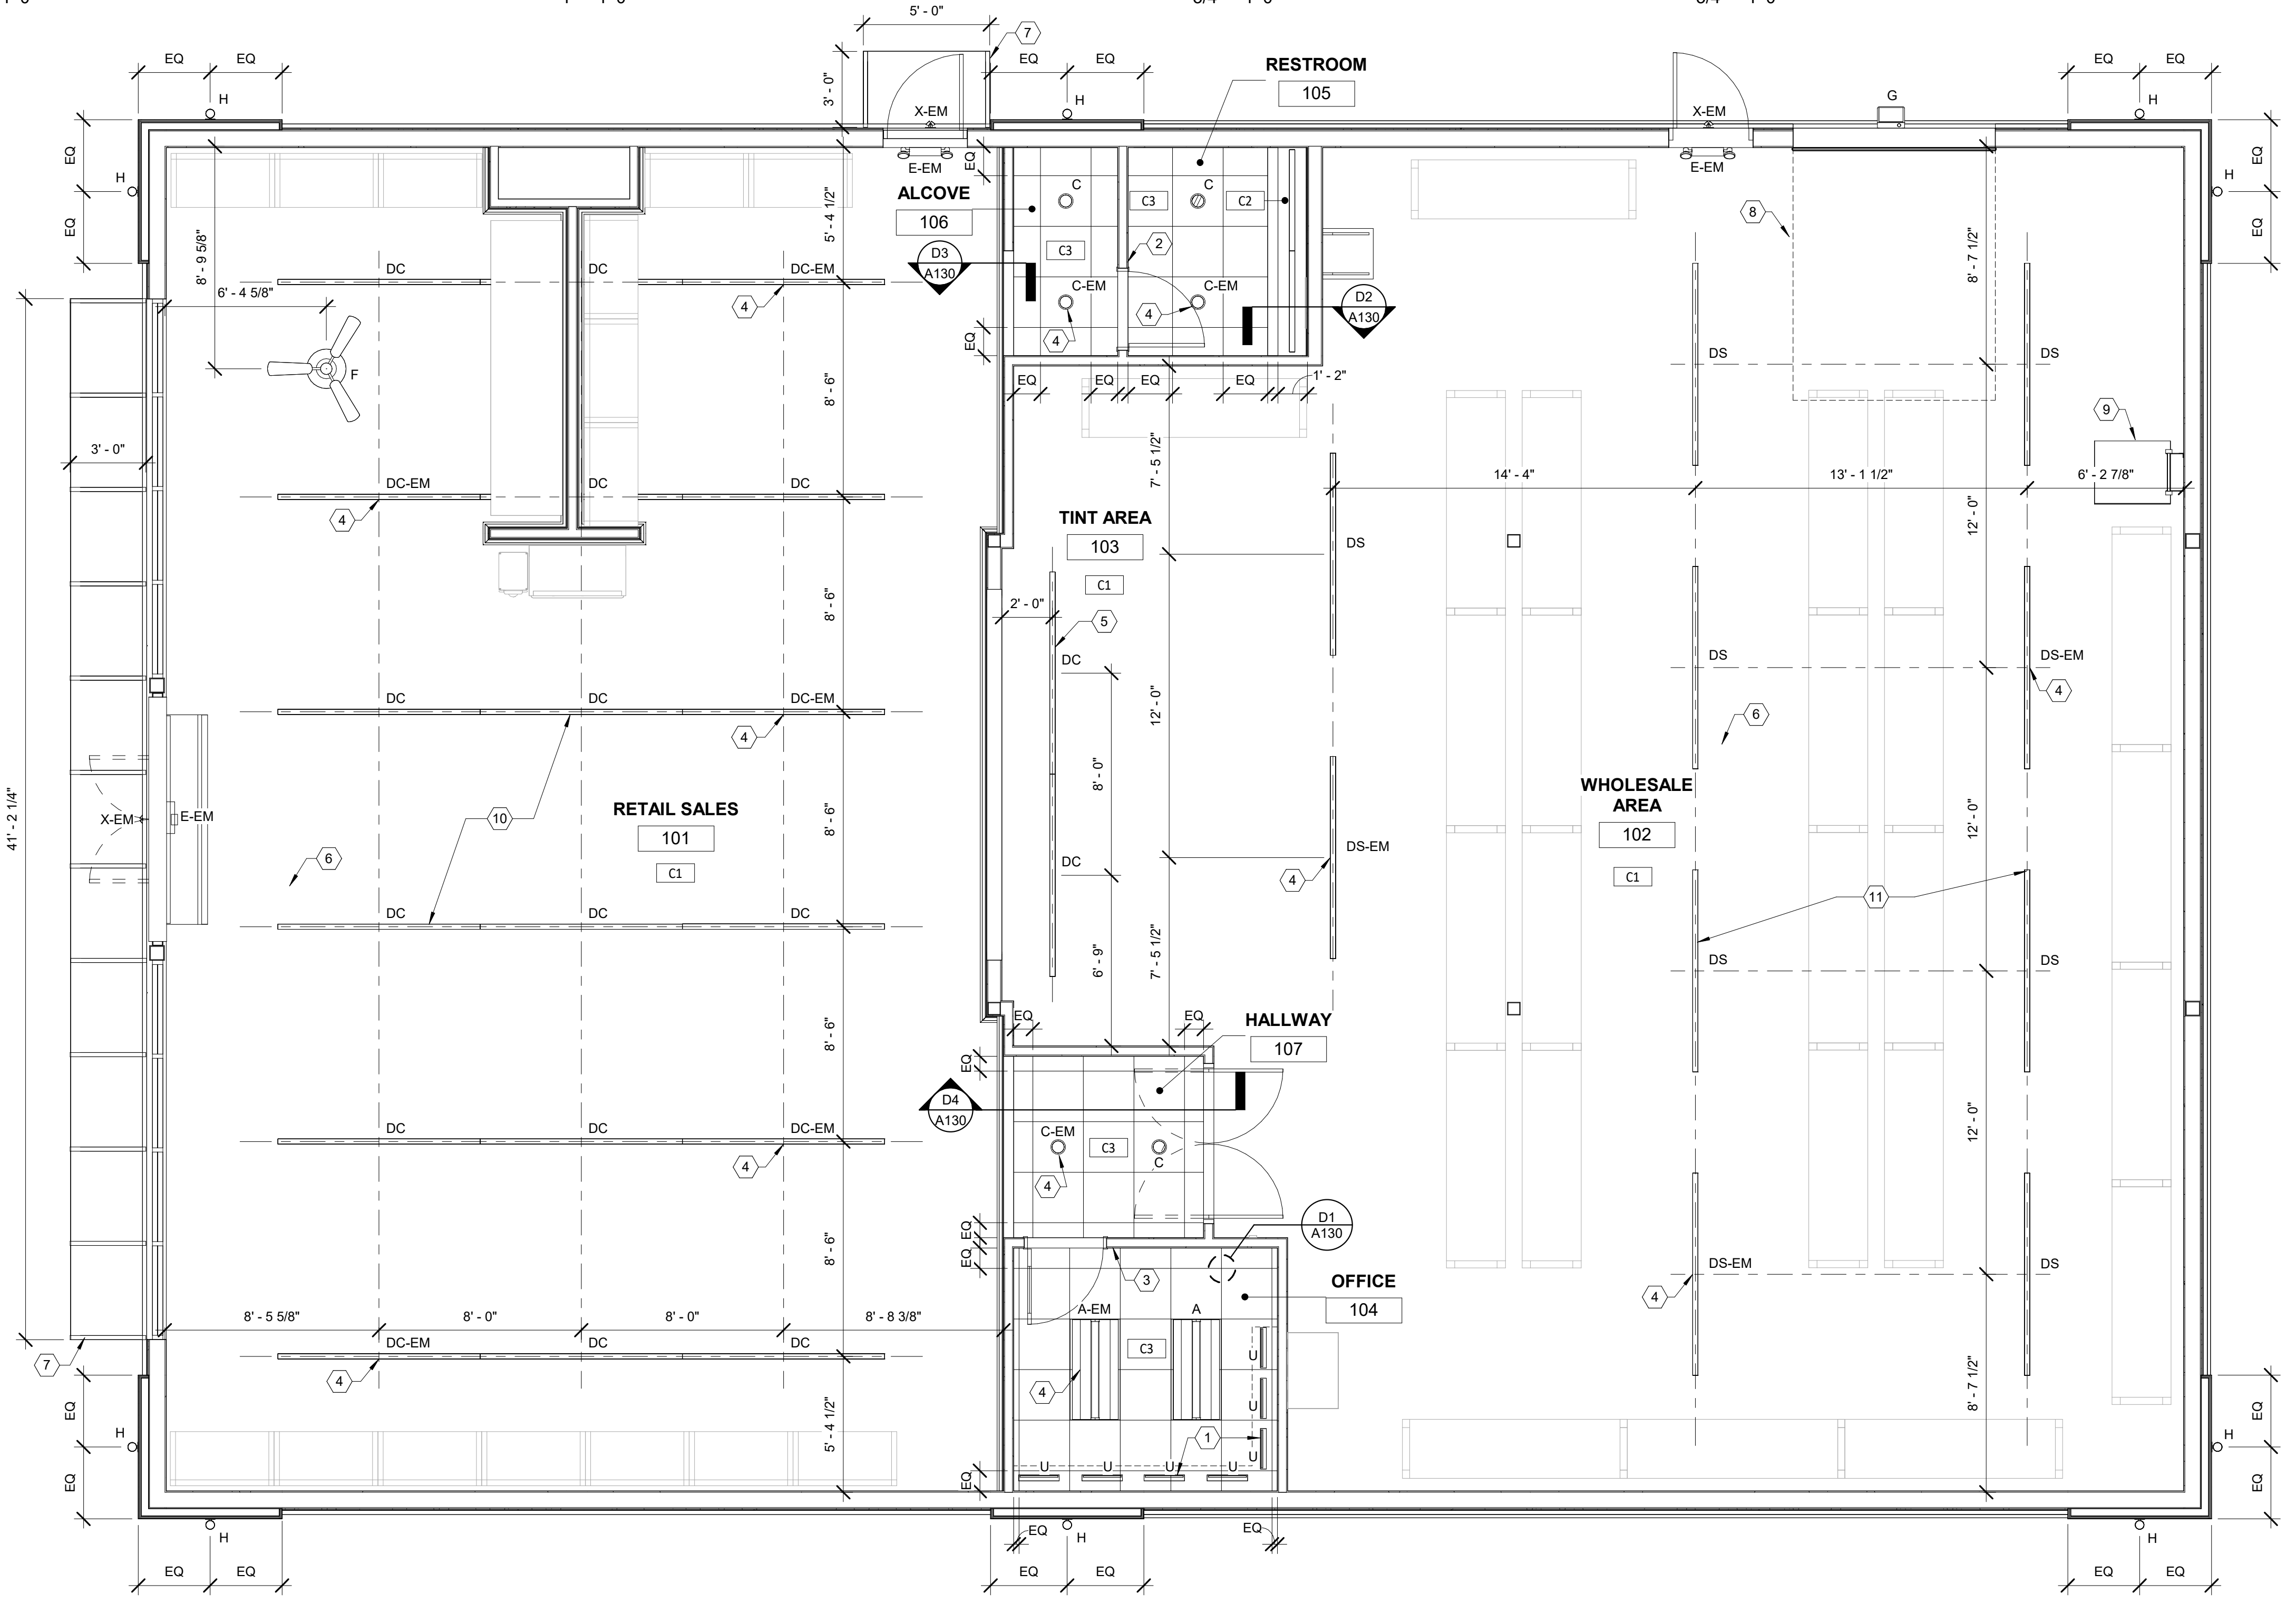 5' - 0"
7
EQ EQ EQ EQ EQ EQ
RESTROOM
105
3' - 0"
H H G H
X-EM X-EM
E-EM E-EM
EQ EQ EQ
H H
ALCOVE
106
C C
C3 C2
5' - 4 1/2"
EQ EQ
8
2
C3
8' - 9 5/8"
8' - 7 1/2"
D3
A130
DC DC DC-EM
C-EM C-EM
6' - 4 5/8"
4
4
4
D2
A130
EQ
DS DS
F
EQ EQ EQ EQ 1' - 2"
8' - 6"
9
3' - 0"
7' - 5 1/2"
14' - 4" 13' - 1 1/2" 6' - 2 7/8"
DC-EM DC DC
4
TINT AREA
103
12' - 0"
DS
C1
2' - 0"
8' - 6"
5
DC
DS DS-EM
4
DC DC DC-EM
12' - 0"
6
4
8' - 0"
WHOLESALE
AREA
102
41' - 2 1/4"
RETAIL SALES
101
X-EM E-EM
10
8' - 6"
12' - 0"
DS-EM
6
DC
C1
4
C1
11
DC DC DC
6' - 9" 7' - 5 1/2"
DS DS
EQ EQ
HALLWAY
107
8' - 6"
EQ
D4
A130
12' - 0"
DC DC DC-EM
C-EM
C3
C
4
4
D1
A130
EQ
EQ
8' - 6"
3
OFFICE
104
DS-EM DS
4
8' - 5 5/8" 8' - 0" 8' - 0" 8' - 8 3/8"
A-EM A
DC-EM DC DC
C3
U
7
4
4
EQ
U
8' - 7 1/2"
5' - 4 1/2"
EQ
H
1
U
H
U U U U
EQ
EQ
EQ
EQ EQ
H H H
EQ EQ EQ EQ EQ EQ